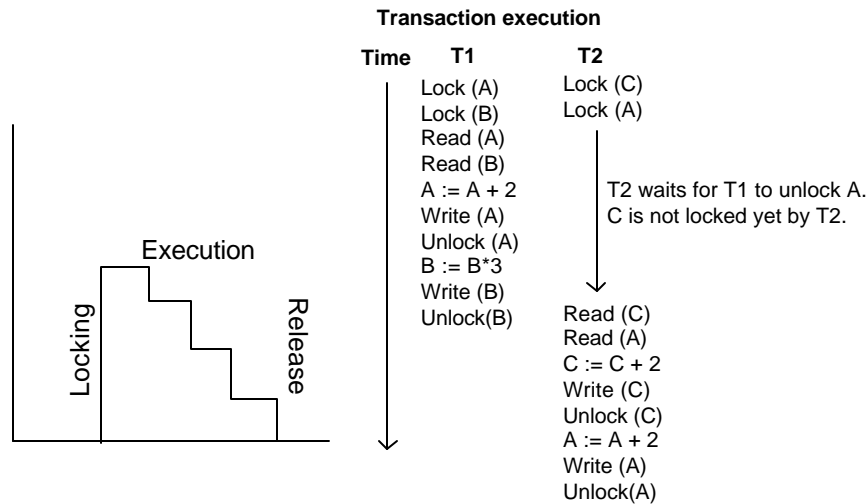 Transaction execution
Time T1 T2
Lock (A)
Lock (B)
Read (A)
Read (B)
A := A + 2
Write (A)
Unlock (A)
B := B*3
Write (B)
Unlock(B)
Lock (C)
Lock (A)
T2 waits for T1 to unlock A.
C is not locked yet by T2.
Read (C)
Read (A)
C := C + 2
Write (C)
Unlock (C)
A := A + 2
Write (A)
Unlock(A)
Locking
Execution
Release